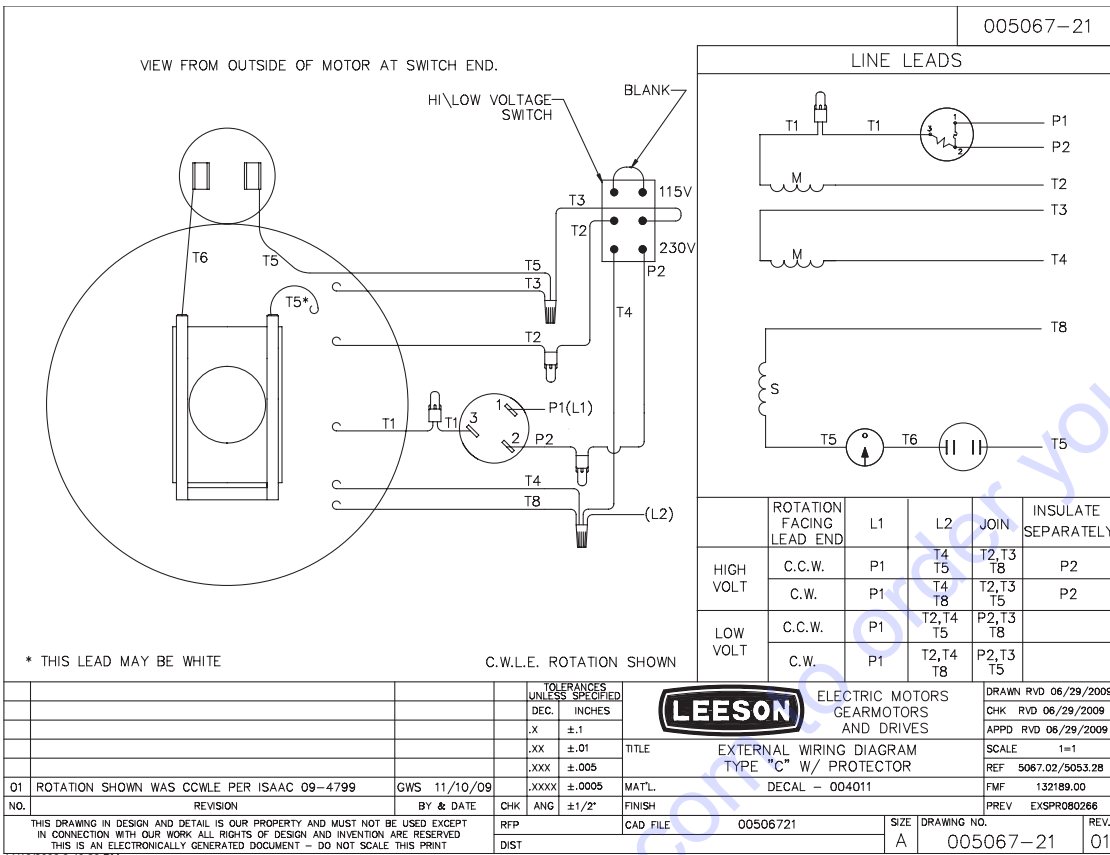 005067-21
VIEW FROM OUTSIDE OF MOTOR AT SWITCH END.
HI\LOW VOLTAGE
SWITCH
BLANK
115V
T3
T2
230V
P2
T6
T5
T5
T3
T5*
T4
T2
1
P1(L1)
T1
T1
3
2
P2
T4
T8
(L2)
* THIS LEAD MAY BE WHITE
C.W.L.E. ROTATION SHOWN
LINE LEADS
T1
T1
1
3
2
P1
P2
M
T2
T3
M
T4
T8
S
T5
T6
T5
ROTATION FACING LEAD END
L1
L2
JOIN
INSULATE SEPARATELY
HIGH VOLT
C.C.W.
P1
T4 T5
T2,T3 T8
P2
C.W.
P1
T4 T8
T2,T3 T5
P2
LOW VOLT
C.C.W.
P1
T2,T4 T5
P2,T3 T8
C.W.
P1
T2,T4 T8
P2,T3 T5
com to order you
TOLERANCES
UNLESS SPECIFIED
DEC. INCHES
.X ±.1
.XX ±.01
.XXX ±.005
.XXXX ±.0005
ANG ±1/2°
01 ROTATION SHOWN WAS CCWLE PER ISAAC 09-4799 GWS 11/10/09
NO. REVISION BY & DATE CHK
LEESON
ELECTRIC MOTORS
GEARMOTORS
AND DRIVES
DRAWN RVD 06/29/2009
CHK RVD 06/29/2009
APPD RVD 06/29/2009
TITLE EXTERNAL WIRING DIAGRAM
TYPE "C" W/ PROTECTOR
SCALE 1=1
REF 5067.02/5053.28
MAT'L. DECAL - 004011
FMF 132189.00
FINISH
PREV EXSPR080266
THIS DRAWING IN DESIGN AND DETAIL IS OUR PROPERTY AND MUST NOT BE USED EXCEPT
IN CONNECTION WITH OUR WORK ALL RIGHTS OF DESIGN AND INVENTION ARE RESERVED
THIS IS AN ELECTRONICALLY GENERATED DOCUMENT - DO NOT SCALE THIS PRINT
RFP
DIST
CAD FILE 00506721
SIZE A
DRAWING NO. 005067-21
REV. 01